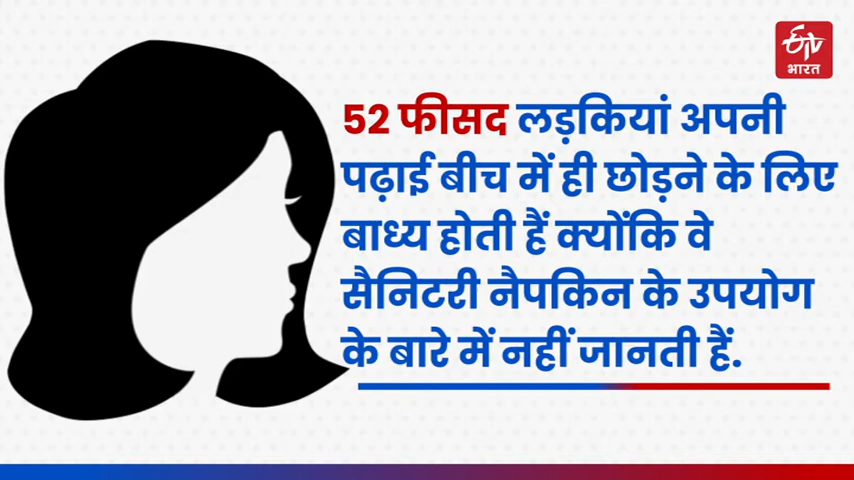 ETV
भारत
52 फीसद लड़कियां अपनी
पढ़ाई बीच में ही छोड़ने के लिए
बाध्य होती हैं क्योंकि वे
सैनिटरी नैपकिन के उपयोग
के बारे में नहीं जानती हैं.